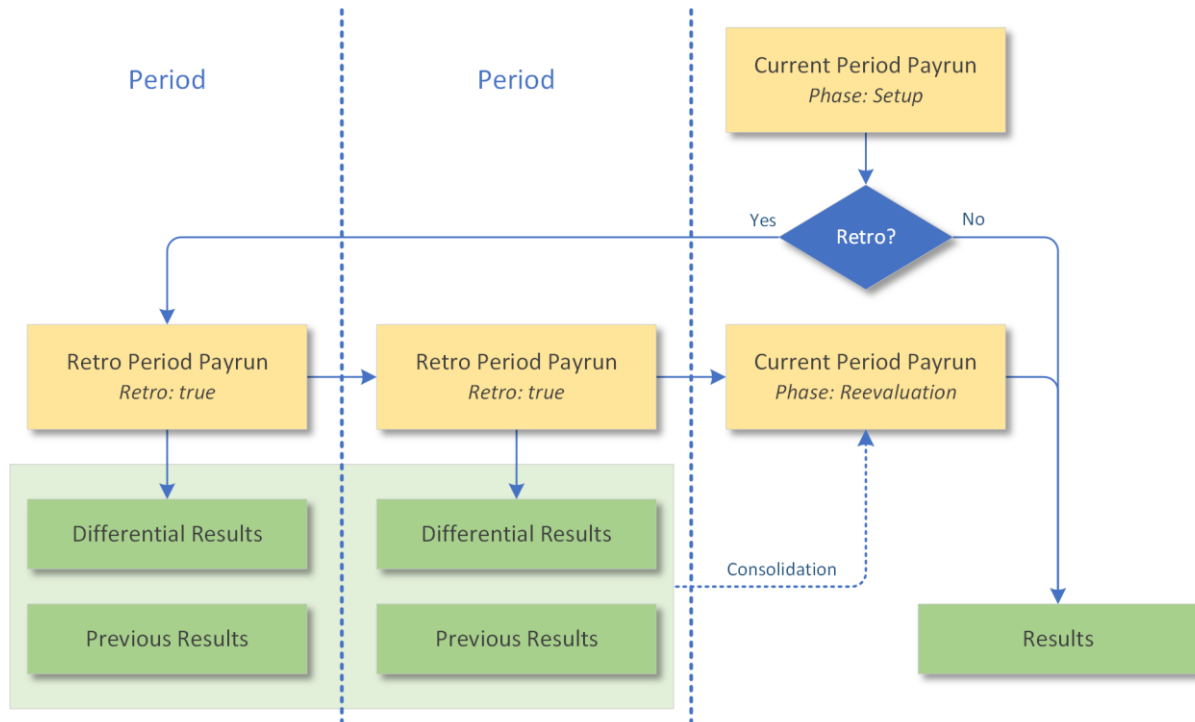 Period
Period
Current Period Payrun
Phase: Setup
Yes
Retro?
No
Retro Period Payrun
Retro: true
Retro Period Payrun
Retro: true
Current Period Payrun
Phase: Reevaluation
Differential Results
Differential Results
Consolidation
Previous Results
Previous Results
Results